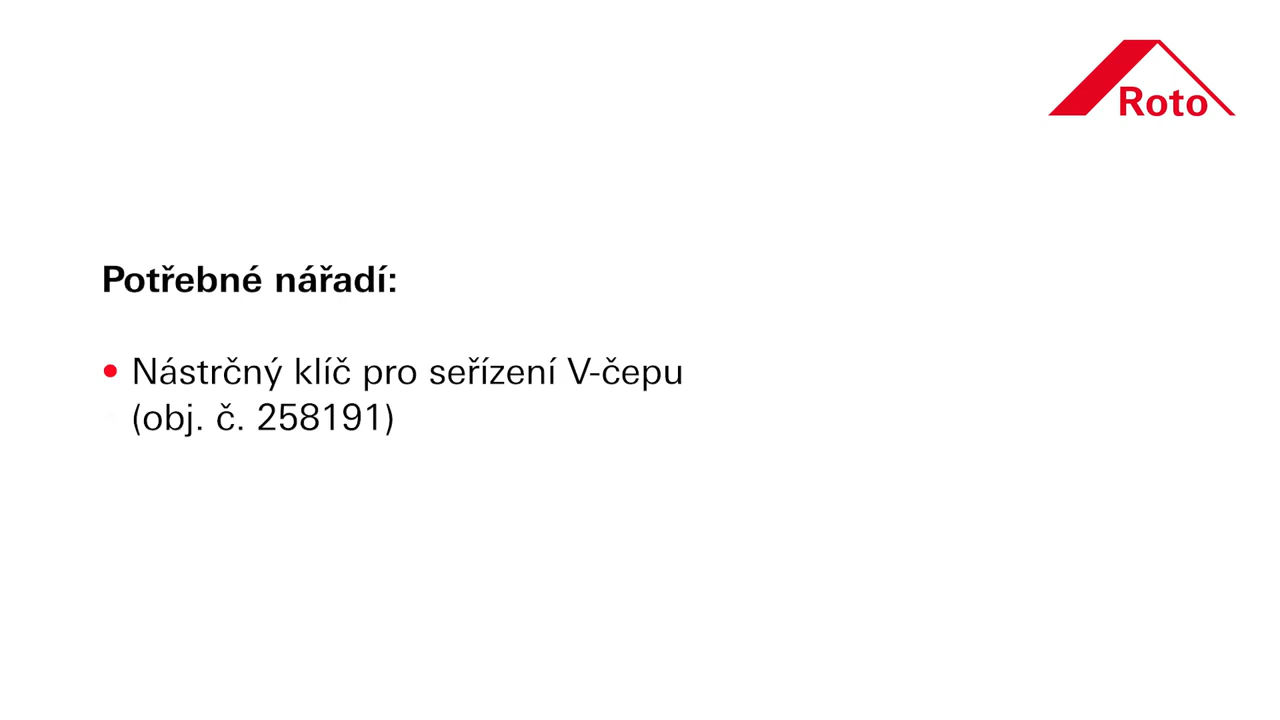 Roto
Potřebné nářadí:
• Nástrčný klíč pro seřízení V-čepu
(obj. č. 258191)